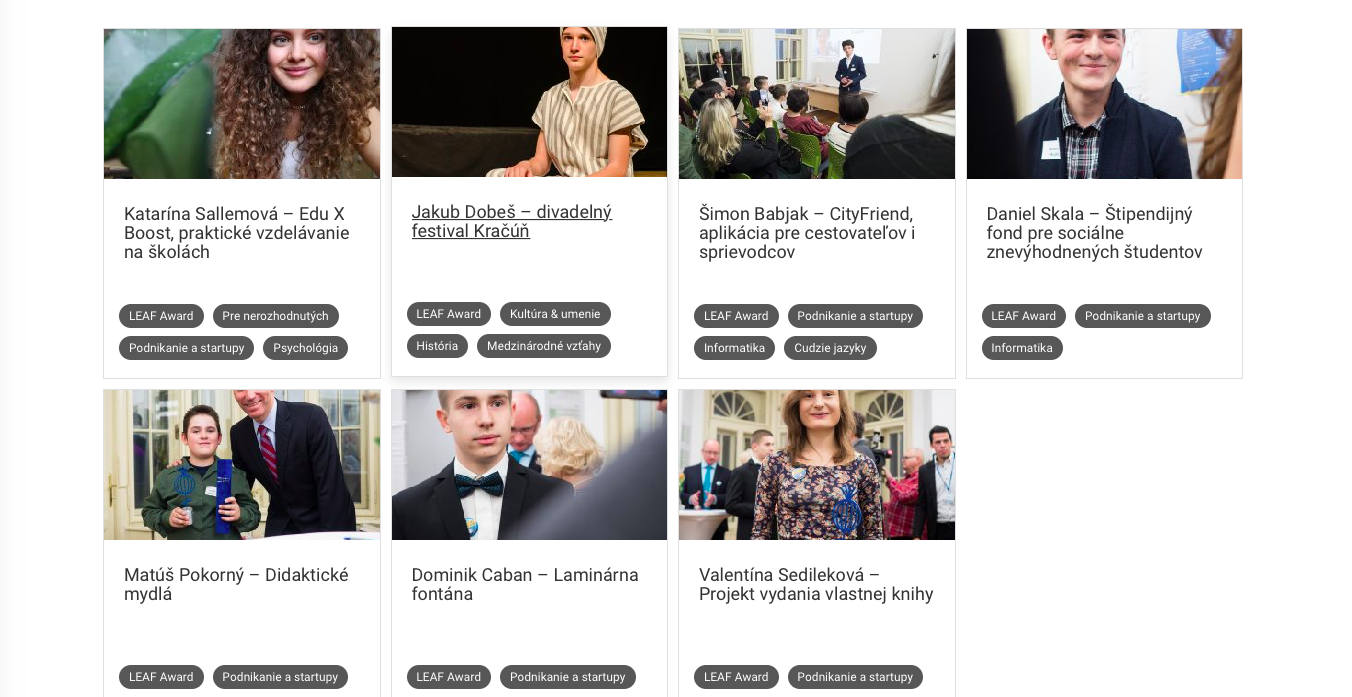 Katarína Sallemová – Edu X
Boost, praktické vzdelávanie
na školách
LEAF Award
Pre nerozhodnutých
Podnikanie a startupy
Psychológia
Jakub Dobeš – divadelný
festival Kračúň
LEAF Award
Kultúra & umenie
História
Medzinárodné vzťahy
Šimon Babjak – CityFriend,
aplikácia pre cestovateľov i
sprievodcov
LEAF Award
Podnikanie a startupy
Informatika
Cudzie jazyky
Daniel Skala – Štipendijný
fond pre sociálne
znevýhodnených študentov
LEAF Award
Podnikanie a startupy
Informatika
Matúš Pokorný – Didaktické
mydlá
LEAF Award
Podnikanie a startupy
Dominik Caban – Laminárna
fontána
LEAF Award
Podnikanie a startupy
Valentína Sedileková –
Projekt vydania vlastnej knihy
LEAF Award
Podnikanie a startupy